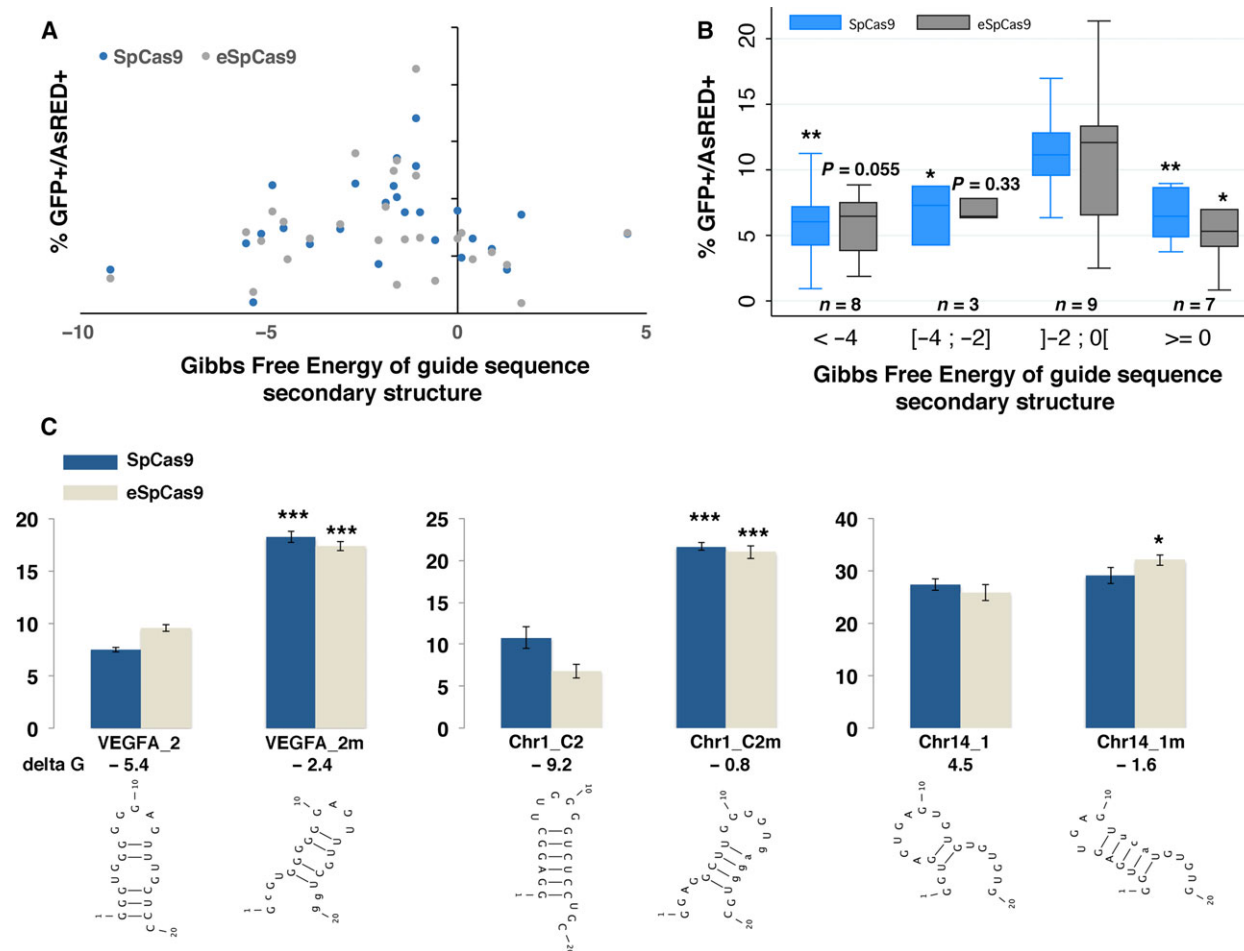 A
B
SpCas9
eSpCas9
% GFP+/AsRED+
−10
−5
0
5
Gibbs Free Energy of guide sequence
secondary structure
SpCas9
eSpCas9
% GFP+/AsRED+
20
15
10
5
0
**
P = 0.055
*
P = 0.33
**
*
n = 8
n = 3
n = 9
n = 7
< −4
[-4 ; -2]
]-2 ; 0[
>= 0
Gibbs Free Energy of guide sequence
secondary structure
C
SpCas9
eSpCas9
20
15
10
5
0
***
***
VEGFA_2
VEGFA_2m
25
20
15
10
5
0
***
***
Chr1_C2
Chr1_C2m
40
30
20
10
0
*
Chr14_1
Chr14_1m
delta G
− 5.4
− 2.4
− 9.2
− 0.8
4.5
− 1.6